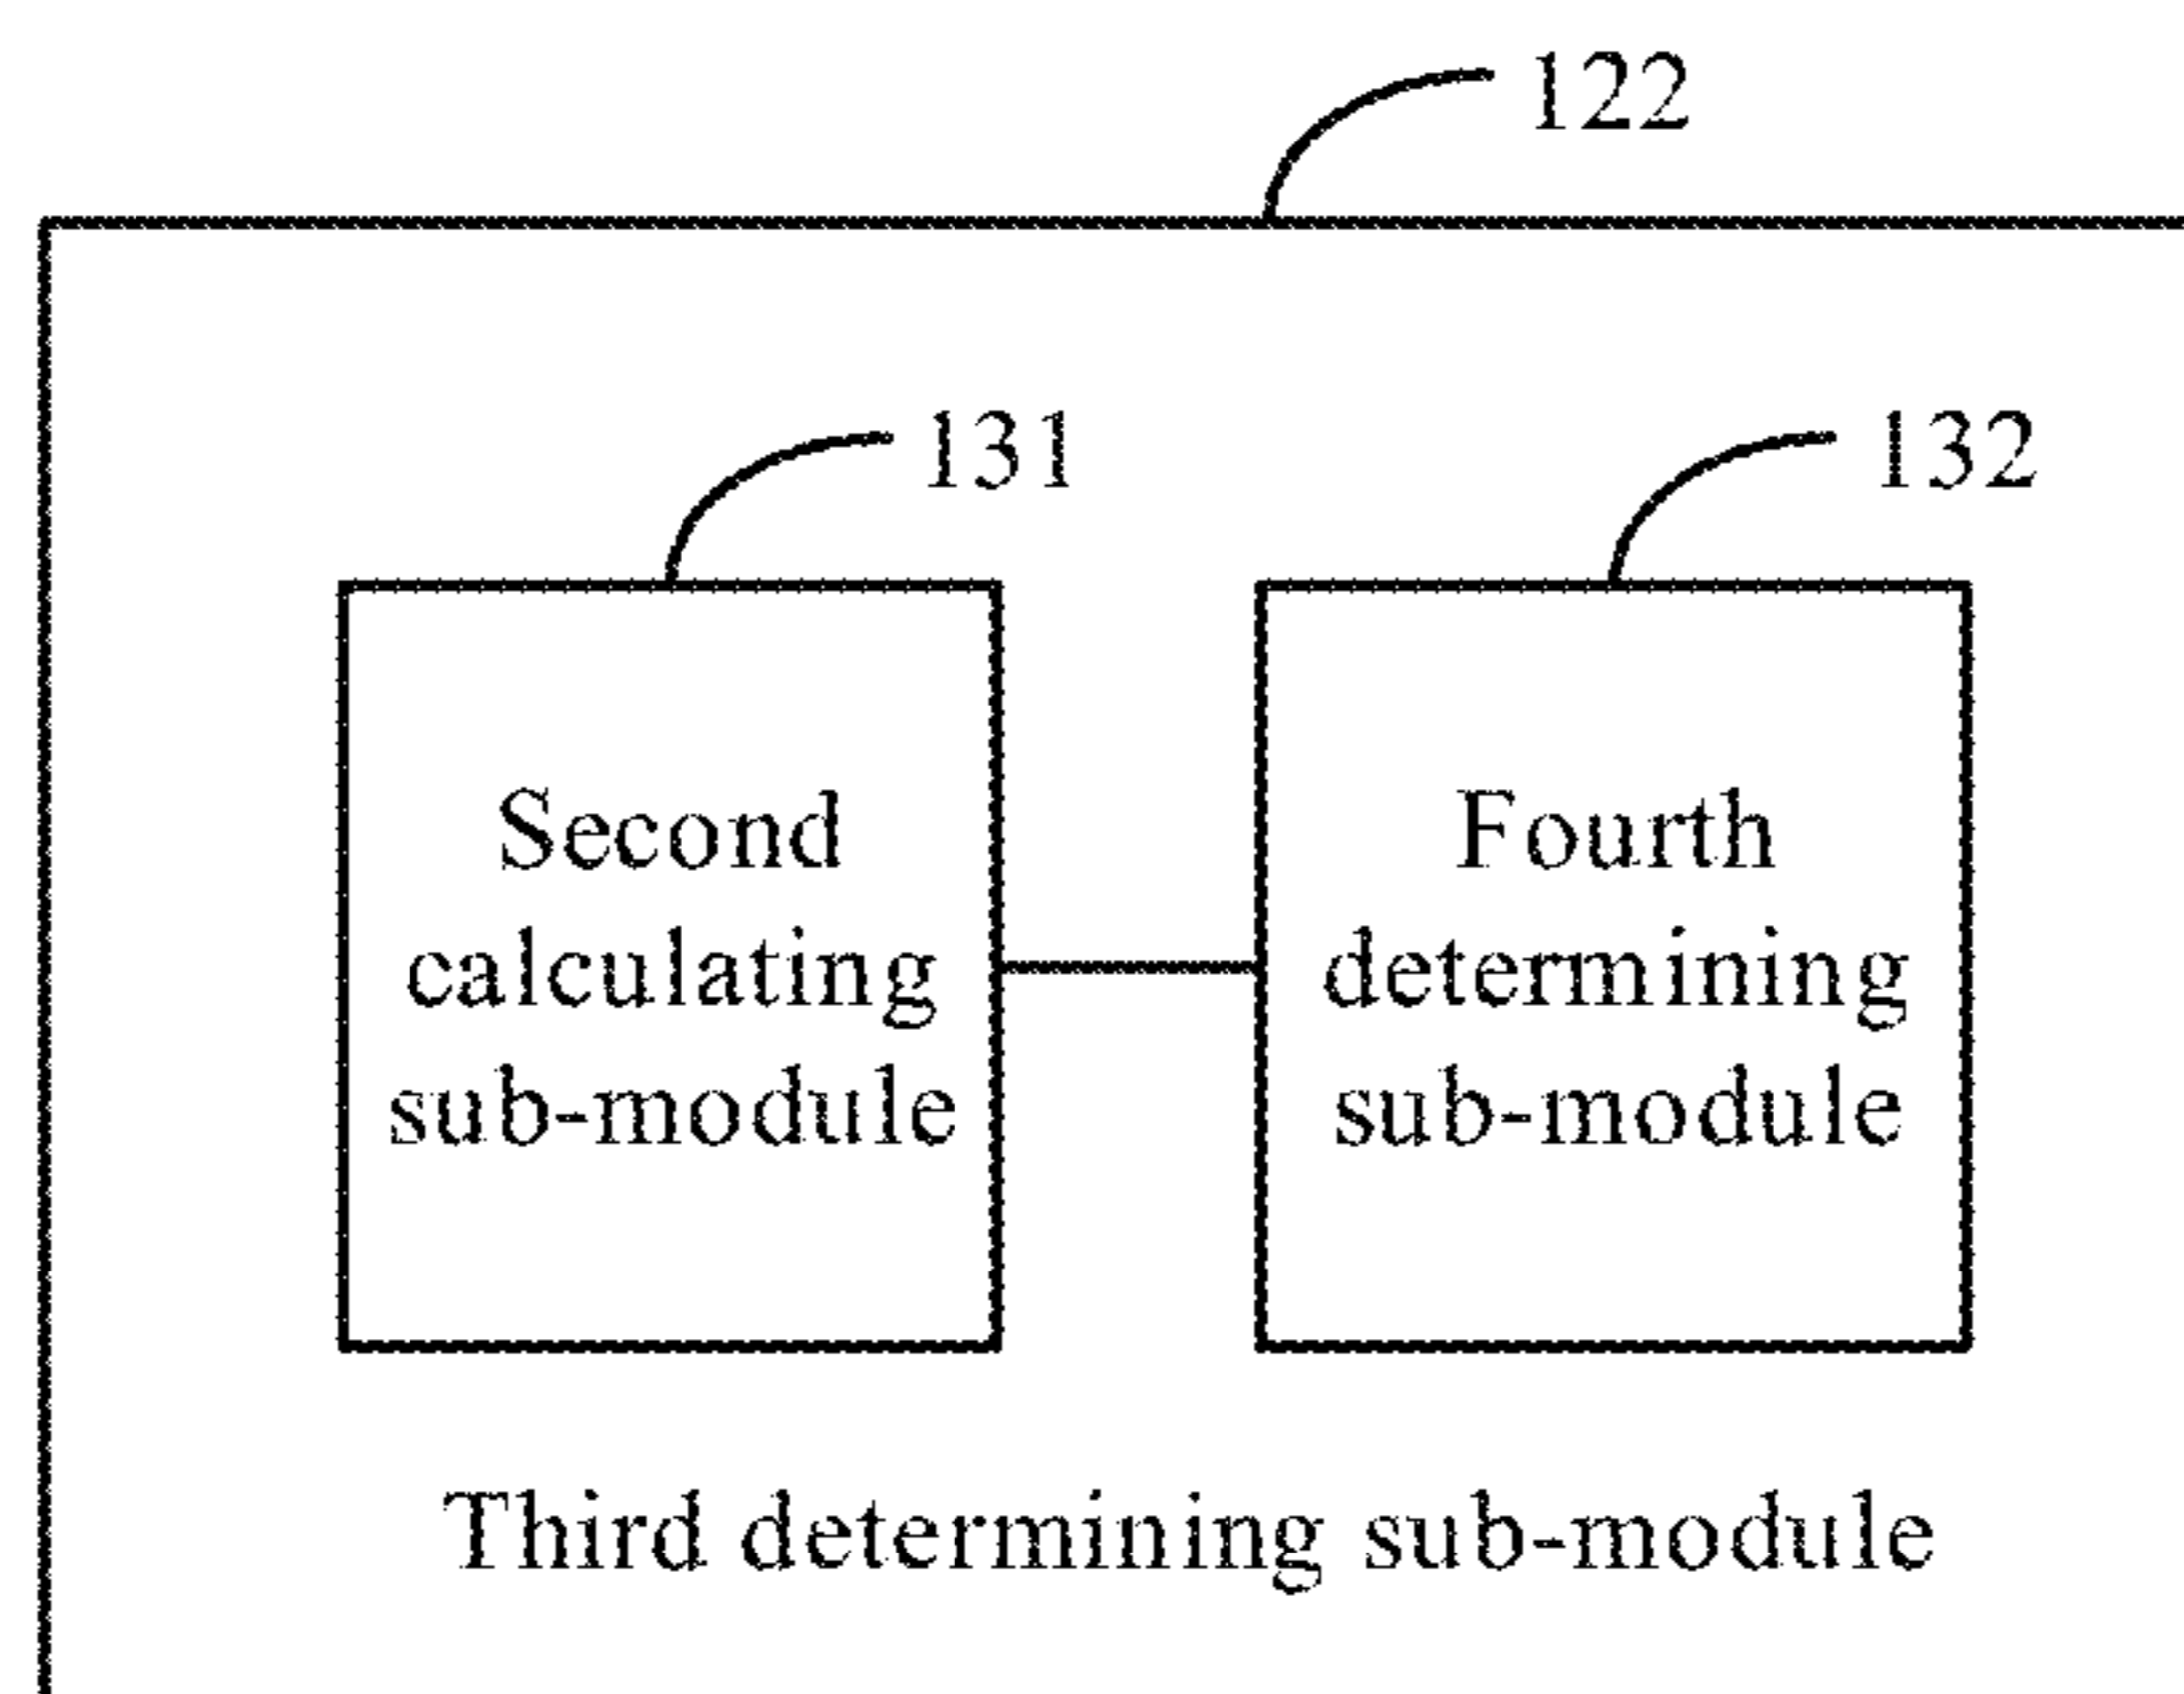 122
131
132
Second
calculating
sub-module
Fourth
determining
sub-module
Third determining sub-module